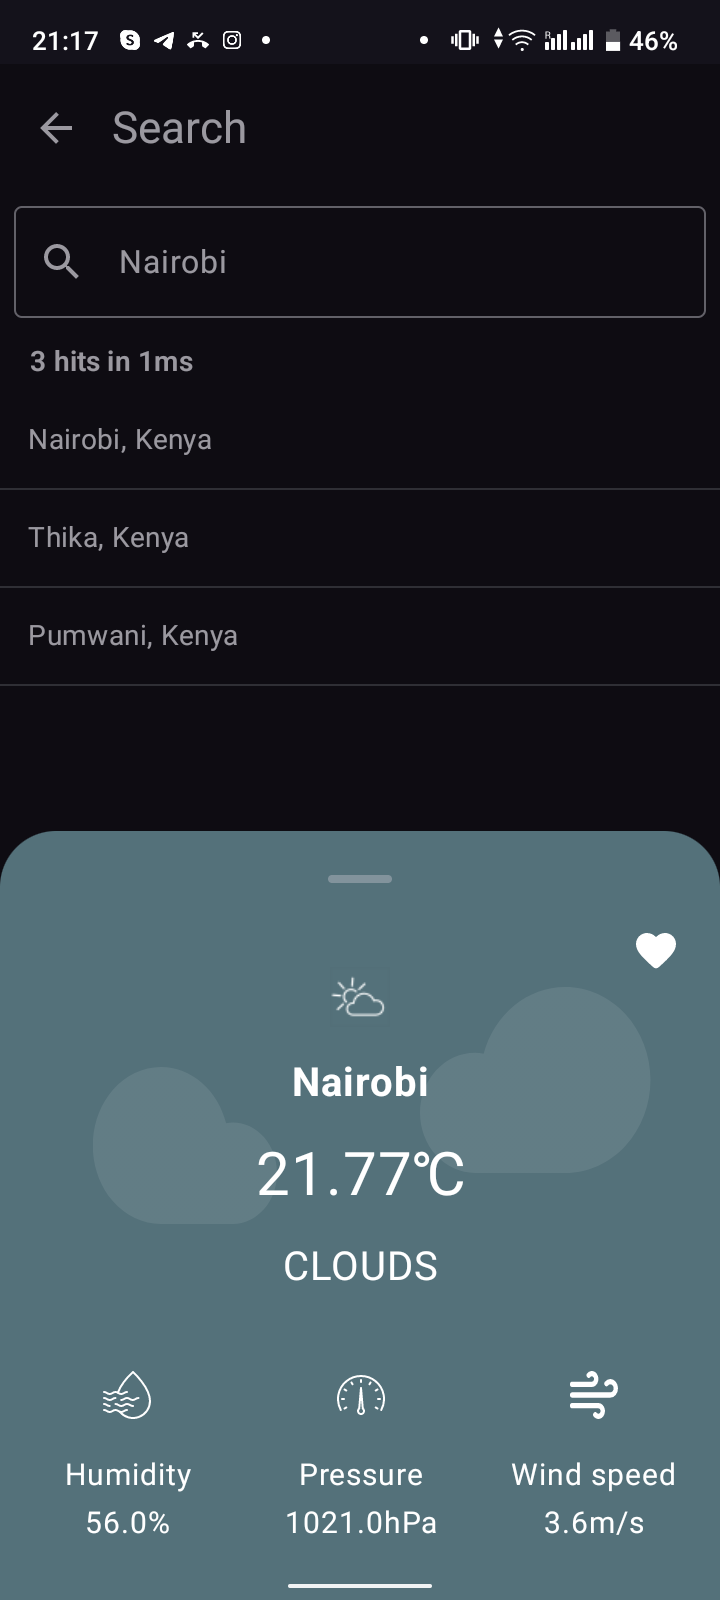 21:17 46%
Search
Nairobi
3 hits in 1ms
Nairobi, Kenya
Thika, Kenya
Pumwani, Kenya
Nairobi
21.77℃
CLOUDS
Humidity Pressure Wind speed
56.0% 1021.0hPa 3.6m/s